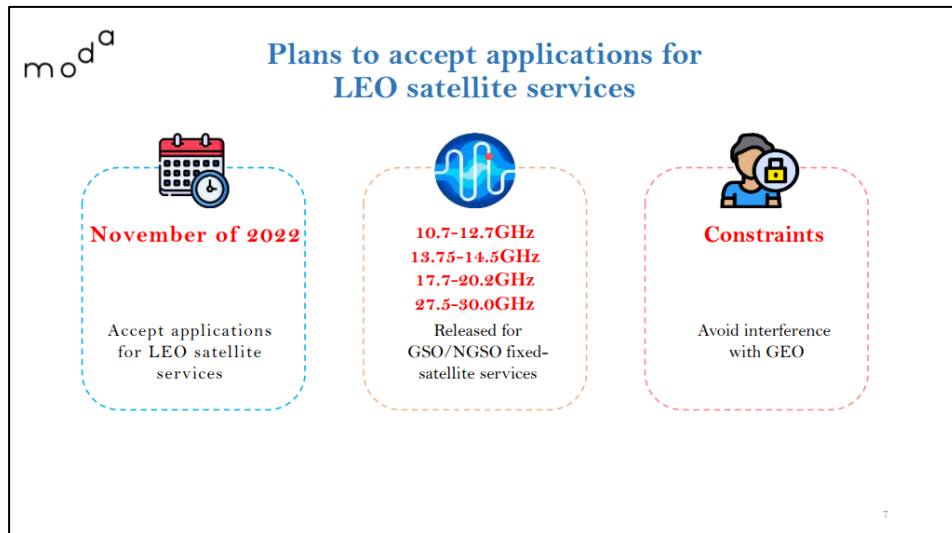 moda
Plans to accept applications for
LEO satellite services
November of 2022
Accept applications
for LEO satellite
services
10.7-12.7GHz
13.75-14.5GHz
17.7-20.2GHz
27.5-30.0GHz
Released for
GSO/NGSO fixed-
satellite services
Constraints
Avoid interference
with GEO
7